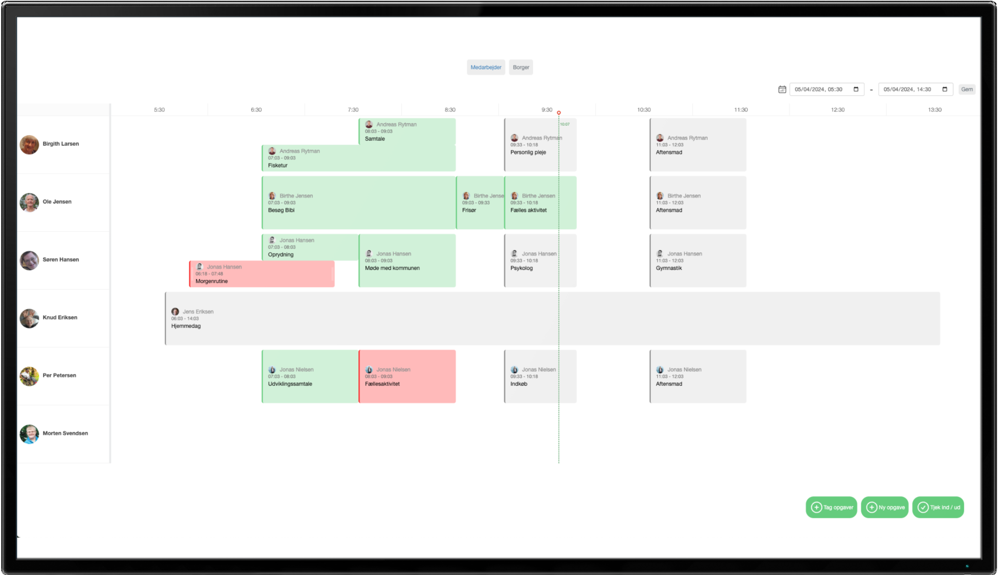 Medarbejder
Borger
05/04/2024, 05:30 - 05/04/2024, 14:30 Gem
5:30 6:30 7:30 8:30 9:30 10:30 11:30 12:30 13:30
10:07
Birgith Larsen
Andreas Rytman
08:03 - 09:03
Samtale
Andreas Rytman
07:03 - 09:03
Fisketur
Andreas Rytman
09:33 - 10:18
Personlig pleje
Andreas Rytman
11:03 - 12:03
Aftensmad
Ole Jensen
Birthe Jensen
07:03 - 09:03
Besøg Bibi
Birthe Jense
09:03 - 09:33
Frisør
Birthe Jensen
09:33 - 10:18
Fælles aktivitet
Birthe Jensen
11:03 - 12:03
Aftensmad
Søren Hansen
Jonas Hansen
07:03 - 08:03
Oprydning
Jonas Hansen
06:18 - 07:48
Morgenrutine
Jonas Hansen
08:03 - 09:03
Møde med kommunen
Jonas Hansen
09:33 - 10:18
Psykolog
Jonas Hansen
11:03 - 12:03
Gymnastik
Knud Eriksen
Jens Eriksen
06:03 - 14:03
Hjemmedag
Per Petersen
Jonas Nielsen
07:03 - 08:03
Udviklingssamtale
Jonas Nielsen
08:03 - 09:03
Fællesaktivitet
Jonas Nielsen
09:33 - 10:18
Indkøb
Jonas Nielsen
11:03 - 12:03
Aftensmad
Morten Svendsen
Tag opgaver
Ny opgave
Tjek ind / ud